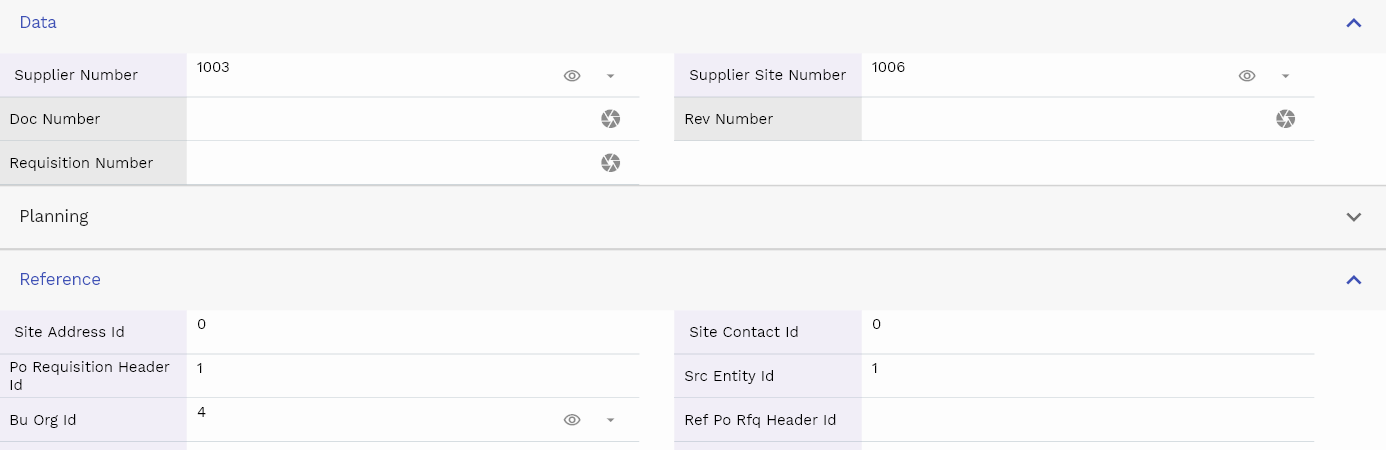 Data
Supplier Number 1003 Supplier Site Number 1006
Doc Number Rev Number
Requisition Number
Planning
Reference
Site Address Id 0 Site Contact Id 0
Po Requisition Header
Id 1 Src Entity Id 1
Bu Org Id 4 Ref Po Rfq Header Id